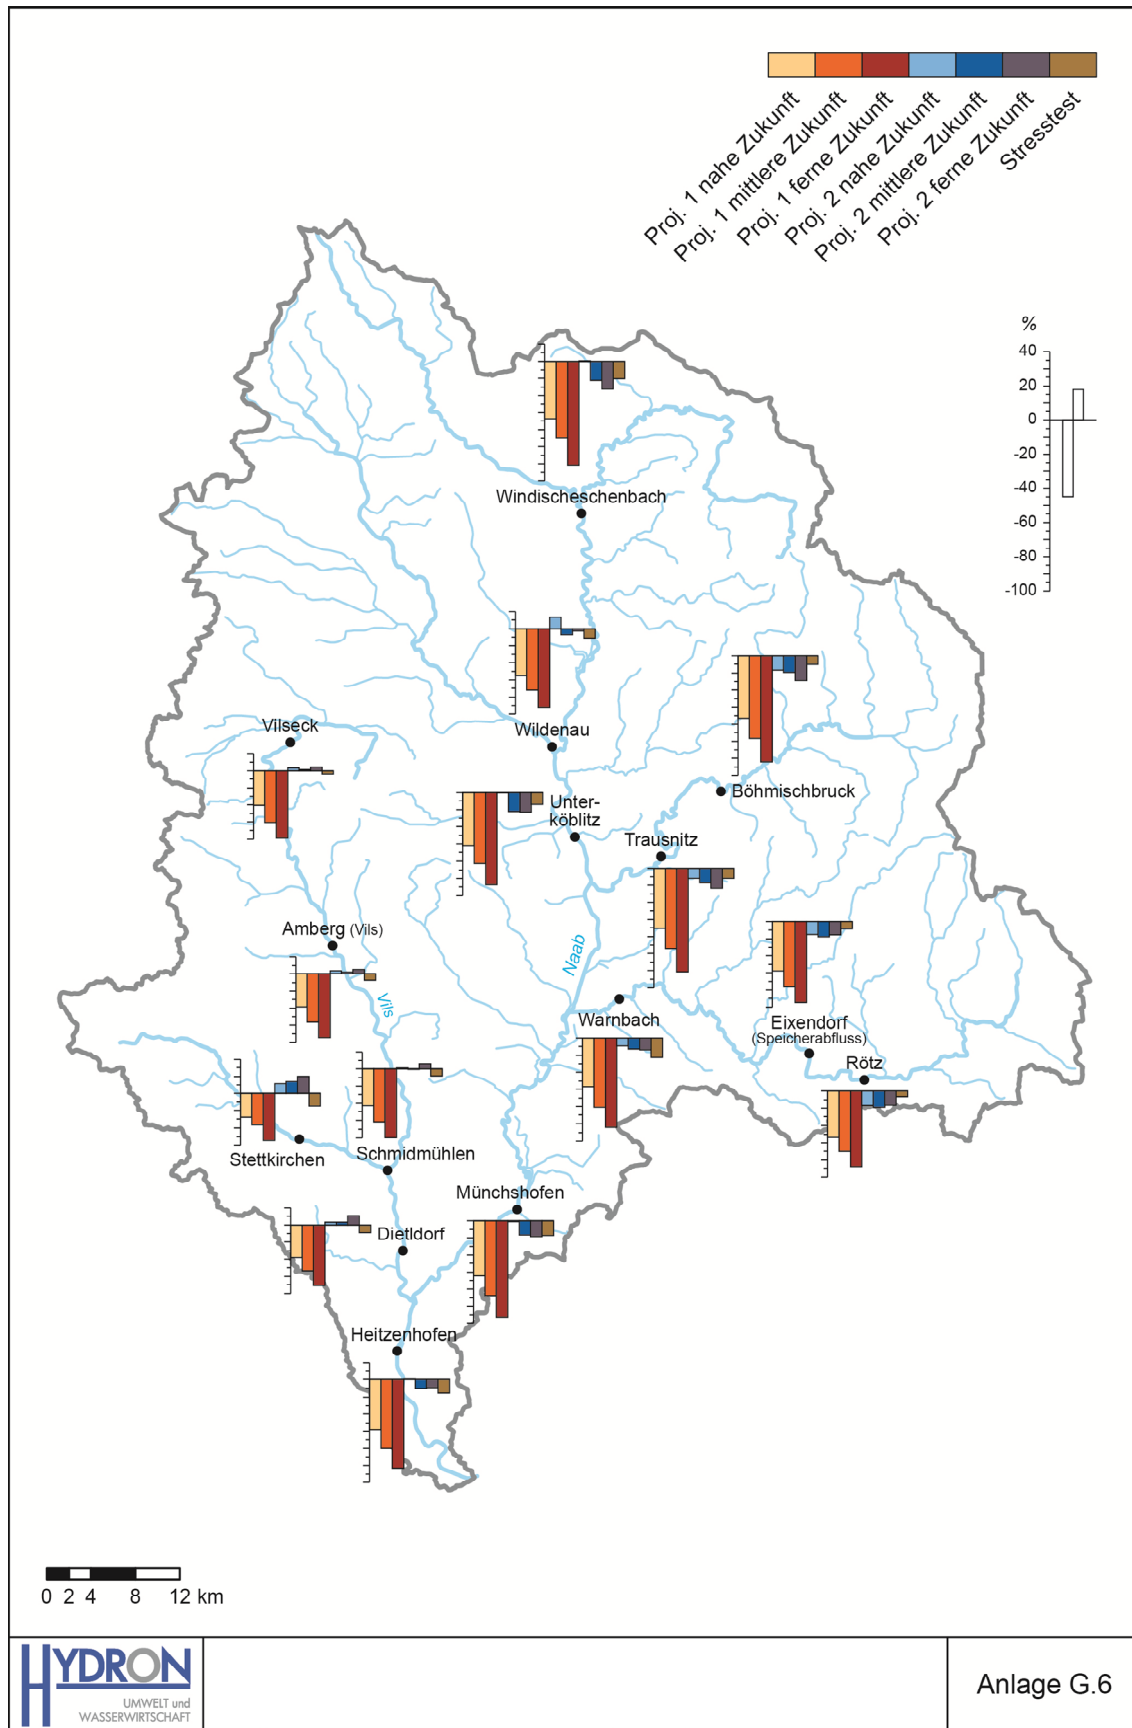 Proj. 1 nahe Zukunft
Proj. 1 mittlere Zukunft
Proj. 1 ferne Zukunft
Proj. 2 nahe Zukunft
Proj. 2 mittlere Zukunft
Proj. 2 ferne Zukunft
Stresstest
%
40
20
0
-20
-40
-60
-80
-100
Windischeschenbach
Wildenau
Vilseck
Böhmischbruck
Unter-
köblitz
Trausnitz
Amberg (Vils)
Naab
Vils
Warnbach
Eixendorf
(Speicherabfluss)
Rötz
Stettkirchen
Schmidmühlen
Münchshofen
Dietldorf
Heitzenhofen
0 2 4 8 12 km
HYDRON
UMWELT und
WASSERWIRTSCHAFT
Anlage G.6